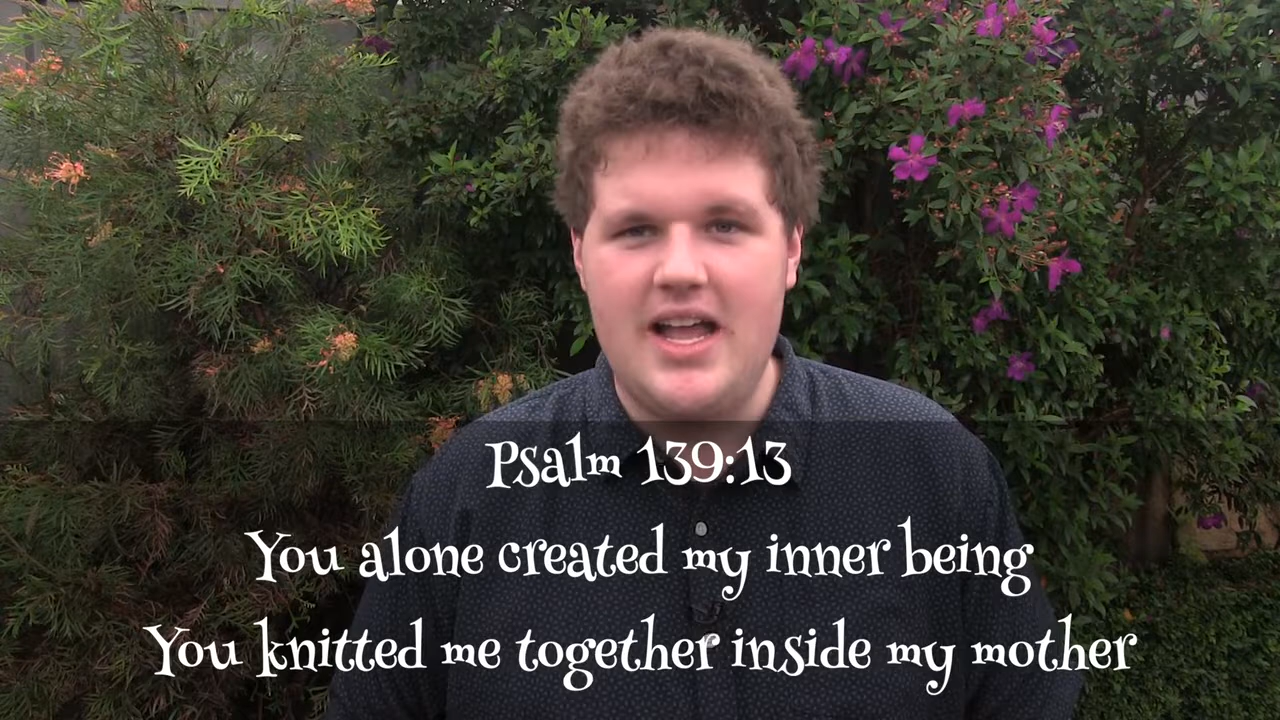 Psalm 139:13
You alone created my inner being
You knitted me together inside my mother